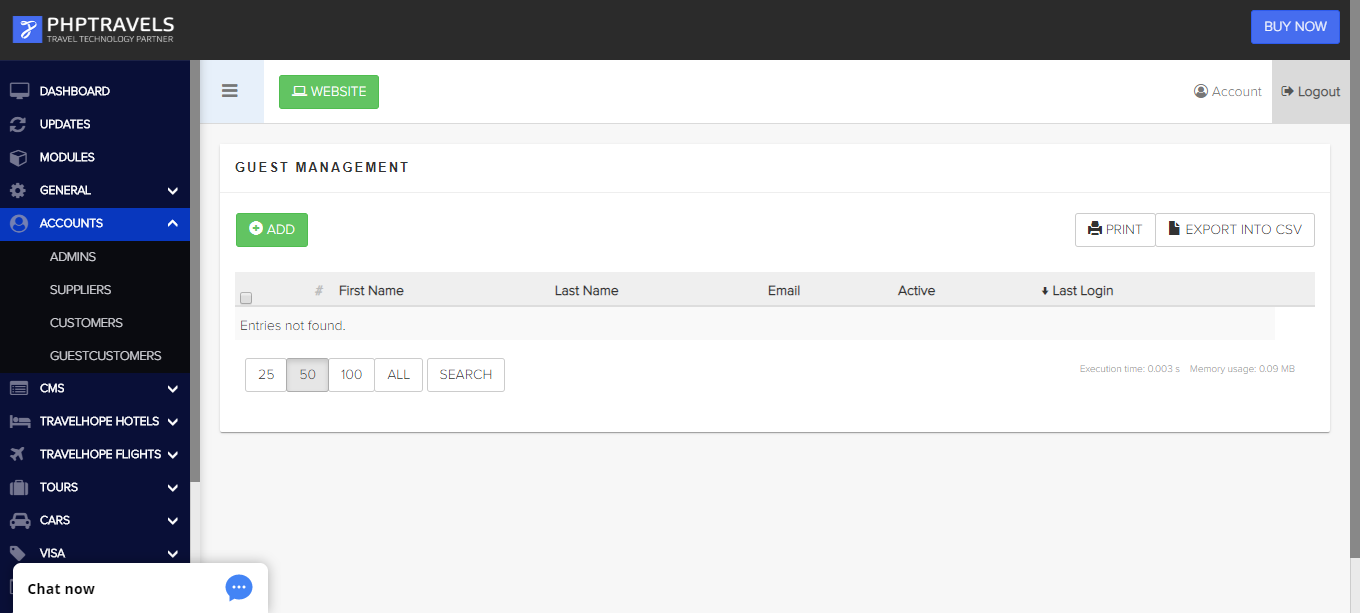 PHPTRAVELS
TRAVEL TECHNOLOGY PARTNER
BUY NOW
DASHBOARD
UPDATES
MODULES
GENERAL
ACCOUNTS
ADMINS
SUPPLIERS
CUSTOMERS
GUESTCUSTOMERS
CMS
TRAVELHOPE HOTELS
TRAVELHOPE FLIGHTS
TOURS
CARS
VISA
Chat now
WEBSITE
Account
Logout
GUEST MANAGEMENT
ADD
PRINT
EXPORT INTO CSV
# First Name Last Name Email Active Last Login
Entries not found.
25 50 100 ALL SEARCH
Execution time: 0.003 s Memory usage: 0.09 MB